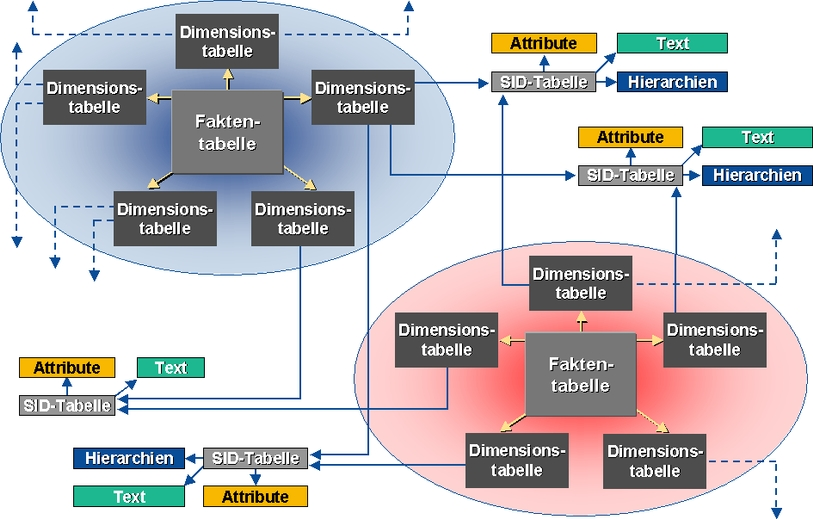 Dimensions-
tabelle
Attribute
Text
Dimensions-
tabelle
Dimensions-
tabelle
SID-Tabelle
Hierarchien
Fakten-
tabelle
Attribute
Text
SID-Tabelle
Hierarchien
Dimensions-
tabelle
Dimensions-
tabelle
Dimensions-
tabelle
Dimensions-
tabelle
Dimensions-
tabelle
Fakten-
tabelle
Attribute
Text
SID-Tabelle
Dimensions-
tabelle
Dimensions-
tabelle
Hierarchien
SID-Tabelle
Text
Attribute